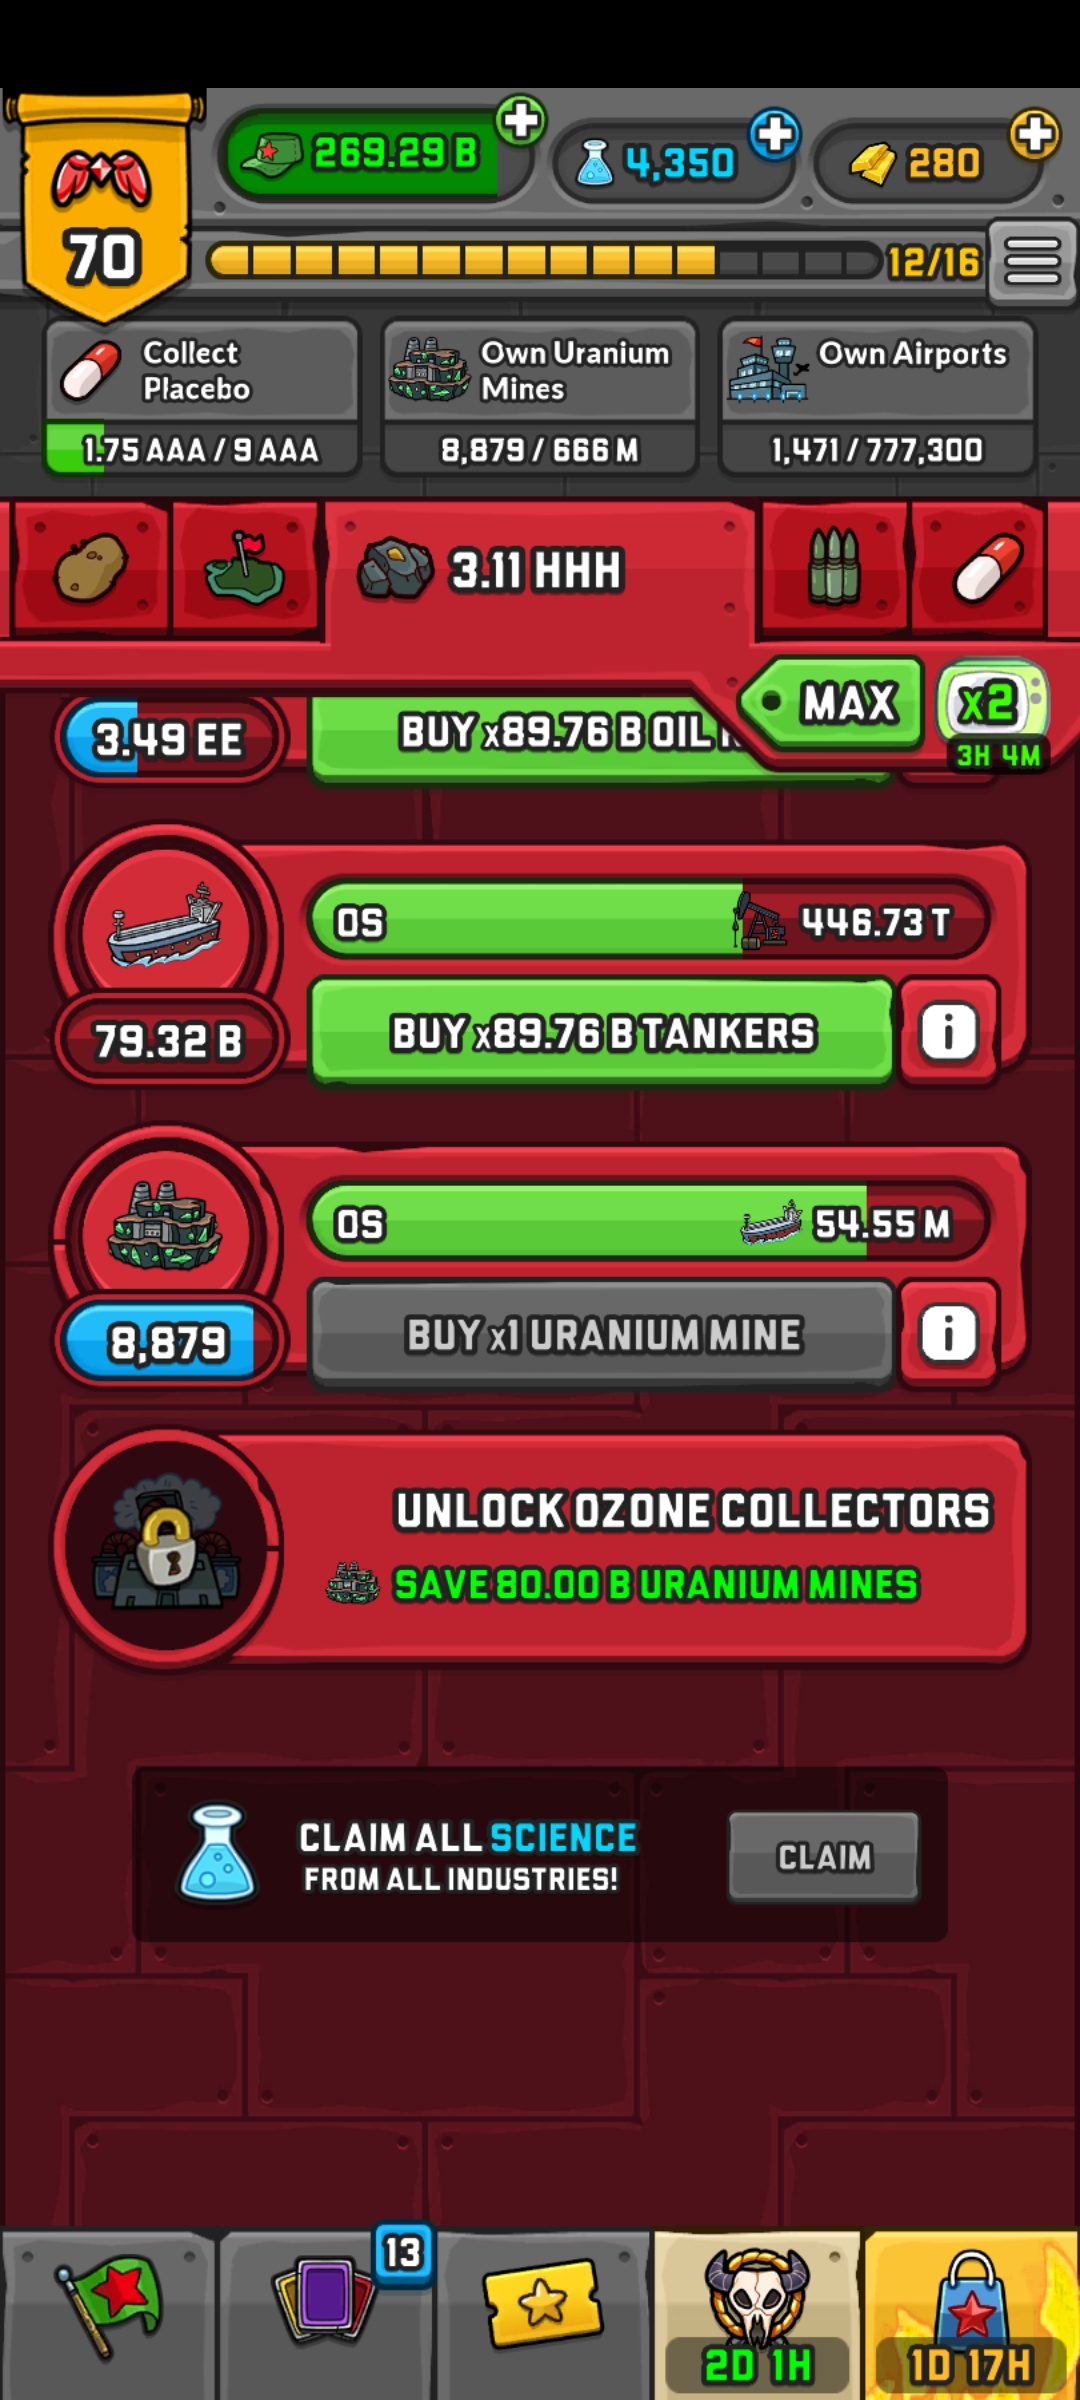 70
269.29 B
4,350
280
12/16
Collect
Placebo
1.75 AAA / 9 AAA
Own Uranium
Mines
8,879 / 666 M
Own Airports
1,471 / 777,300
3.11 HHH
MAX
x2
3H 4M
3.49 EE
BUY x89.76 B OIL
0S
446.73 T
79.32 B
BUY x89.76 B TANKERS
i
0S
54.55 M
8,879
BUY x1 URANIUM MINE
i
UNLOCK OZONE COLLECTORS
SAVE 80.00 B URANIUM MINES
CLAIM ALL SCIENCE
FROM ALL INDUSTRIES!
CLAIM
13
2D 1H
1D 17H